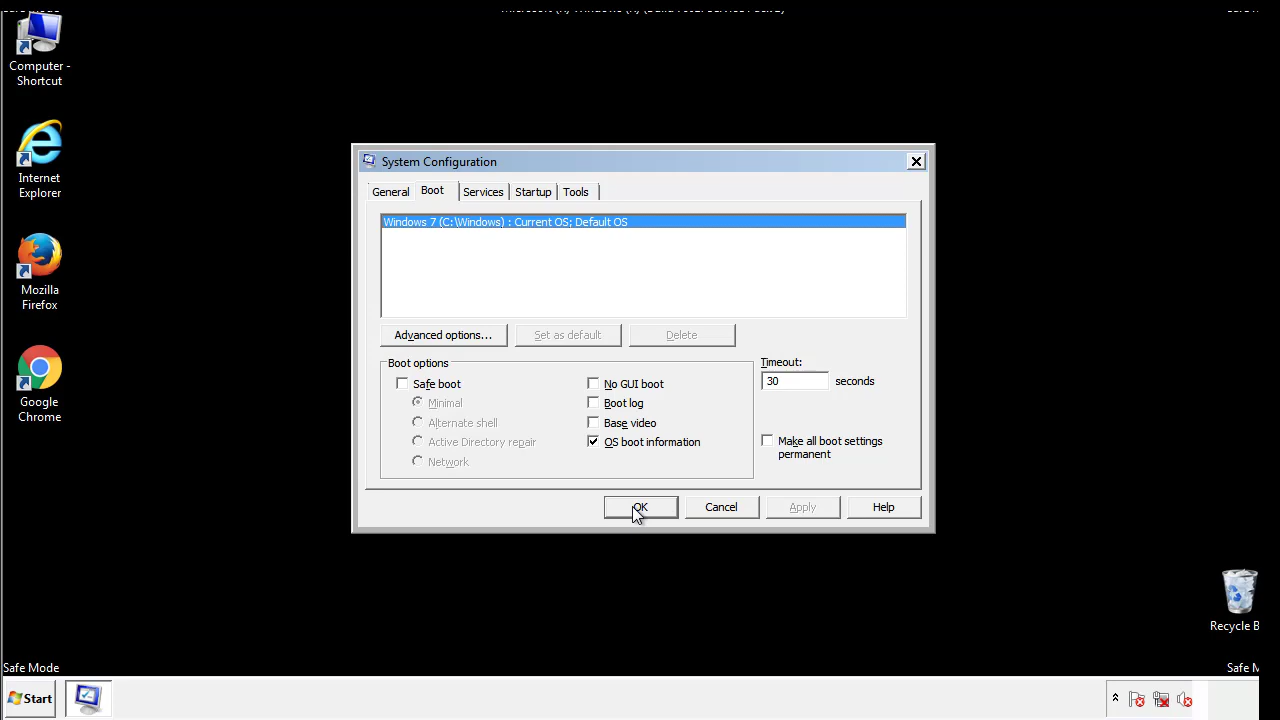 Computer -
Shortcut
Internet
Explorer
Mozilla
Firefox
Google
Chrome
System Configuration
General Boot Services Startup Tools
Windows 7 (C:\Windows) : Current OS; Default OS
Advanced options... Set as default Delete
Boot options
Safe boot
Minimal
Alternate shell
Active Directory repair
Network
No GUI boot
Boot log
Base video
OS boot information
Timeout:
30 seconds
Make all boot settings
permanent
OK Cancel Apply Help
Recycle B
Safe Mode
Safe M
Start